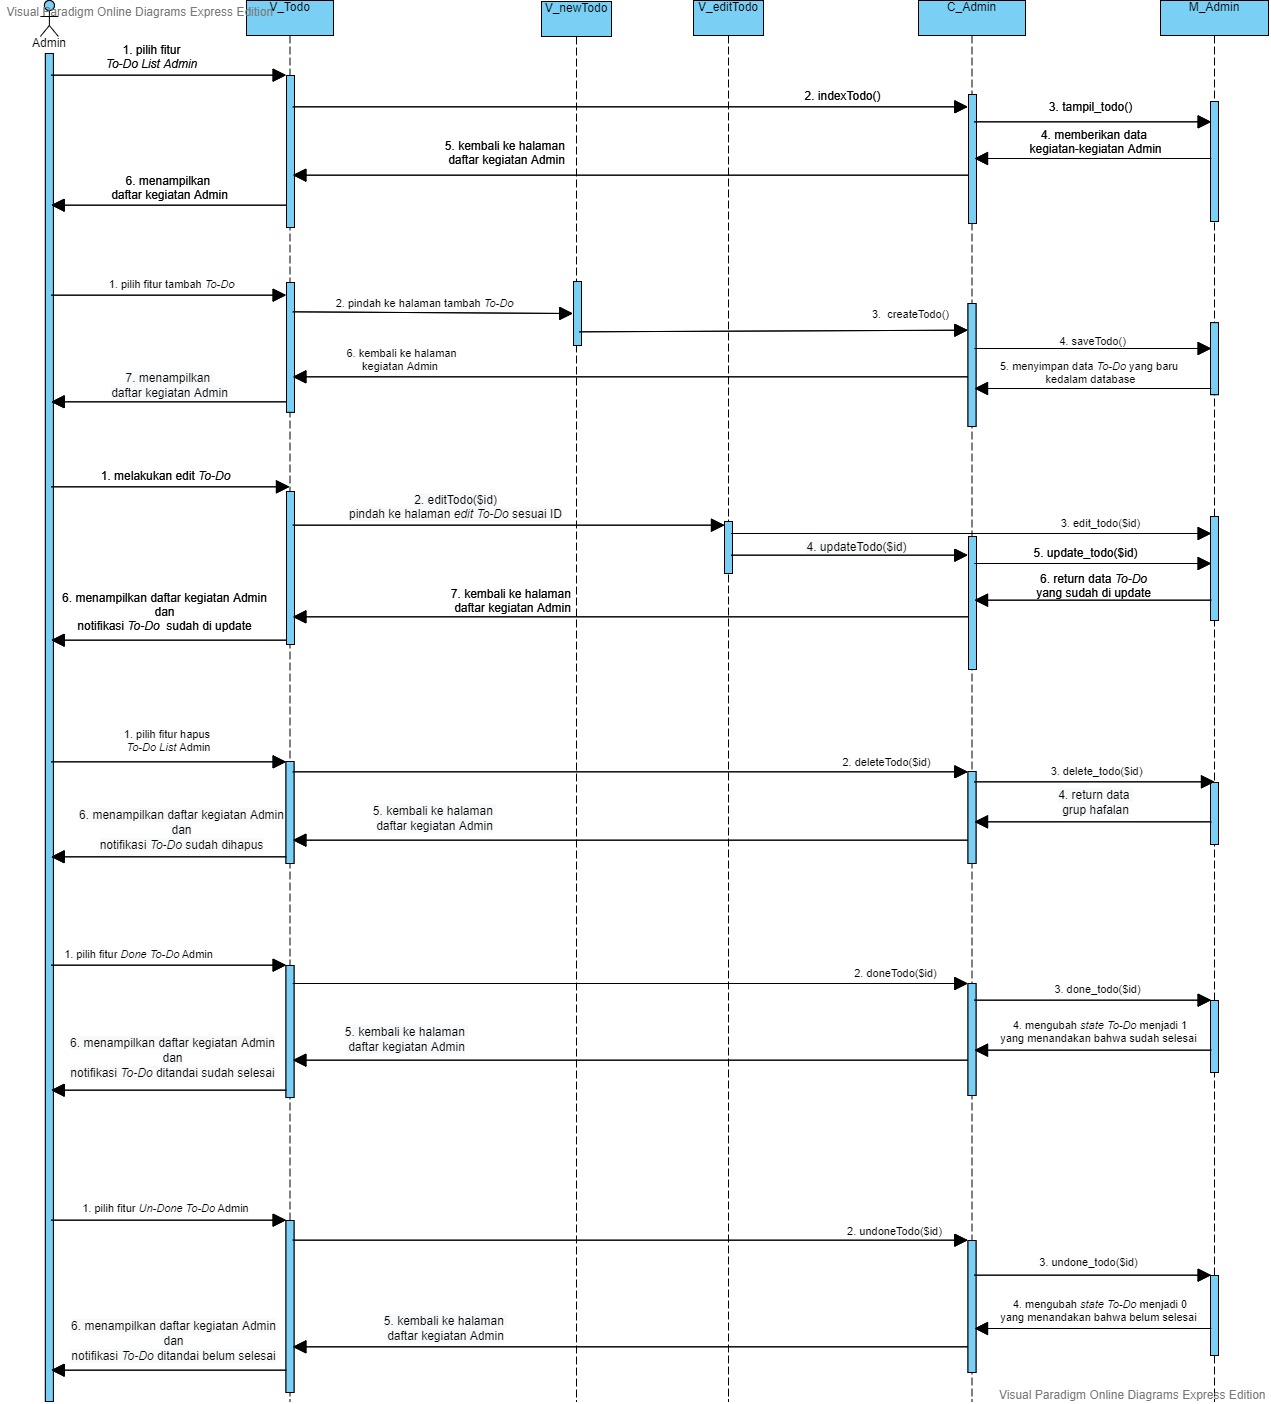 Visual Paradigm Online Diagrams Express Edition
V_Todo
V_newTodo
V_editTodo
C_Admin
M_Admin
Admin
1. pilih fitur
To-Do List Admin
2. indexTodo()
3. tampil_todo()
4. memberikan data
kegiatan-kegiatan Admin
5. kembali ke halaman
daftar kegiatan Admin
6. menampilkan
daftar kegiatan Admin
1. pilih fitur tambah To-Do
2. pindah ke halaman tambah To-Do
3. createTodo()
4. saveTodo()
5. menyimpan data To-Do yang baru
kedalam database
6. kembali ke halaman
kegiatan Admin
7. menampilkan
daftar kegiatan Admin
1. melakukan edit To-Do
2. editTodo($id)
pindah ke halaman edit To-Do sesuai ID
3. edit_todo($id)
4. updateTodo($id)
5. update_todo($id)
6. return data To-Do
yang sudah di update
7. kembali ke halaman
daftar kegiatan Admin
6. menampilkan daftar kegiatan Admin
dan
notifikasi To-Do sudah di update
1. pilih fitur hapus
To-Do List Admin
2. deleteTodo($id)
3. delete_todo($id)
4. return data
grup hafalan
5. kembali ke halaman
daftar kegiatan Admin
6. menampilkan daftar kegiatan Admin
dan
notifikasi To-Do sudah dihapus
1. pilih fitur Done To-Do Admin
2. doneTodo($id)
3. done_todo($id)
4. mengubah state To-Do menjadi 1
yang menandakan bahwa sudah selesai
5. kembali ke halaman
daftar kegiatan Admin
6. menampilkan daftar kegiatan Admin
dan
notifikasi To-Do ditandai sudah selesai
1. pilih fitur Un-Done To-Do Admin
2. undoneTodo($id)
3. undone_todo($id)
4. mengubah state To-Do menjadi 0
yang menandakan bahwa belum selesai
5. kembali ke halaman
daftar kegiatan Admin
6. menampilkan daftar kegiatan Admin
dan
notifikasi To-Do ditandai belum selesai
Visual Paradigm Online Diagrams Express Edition